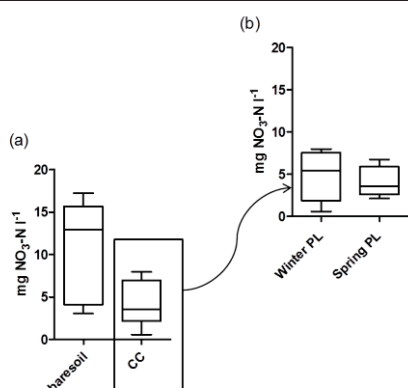 (b)
20
15
10
5
0
mg NO₃-N l⁻¹
Winter PL
Spring PL
(a)
20
15
10
5
0
mg NO₃-N l⁻¹
baresoil
CC